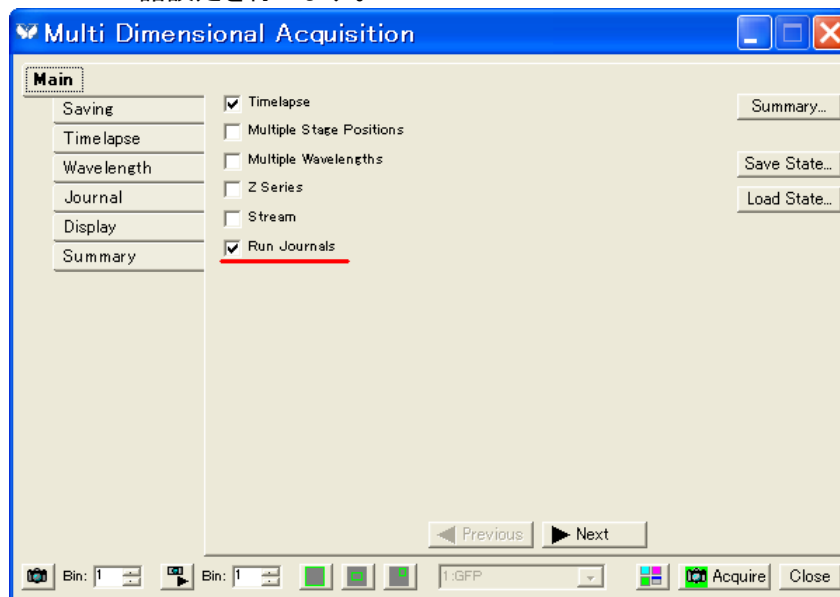 Multi Dimensional Acquisition
Main
Saving
Timelapse
Wavelength
Journal
Display
Summary
Timelapse
Multiple Stage Positions
Multiple Wavelengths
Z Series
Stream
Run Journals
Summary...
Save State...
Load State...
Previous Next
Bin: 1 Bin: 1 1:GFP Acquire Close